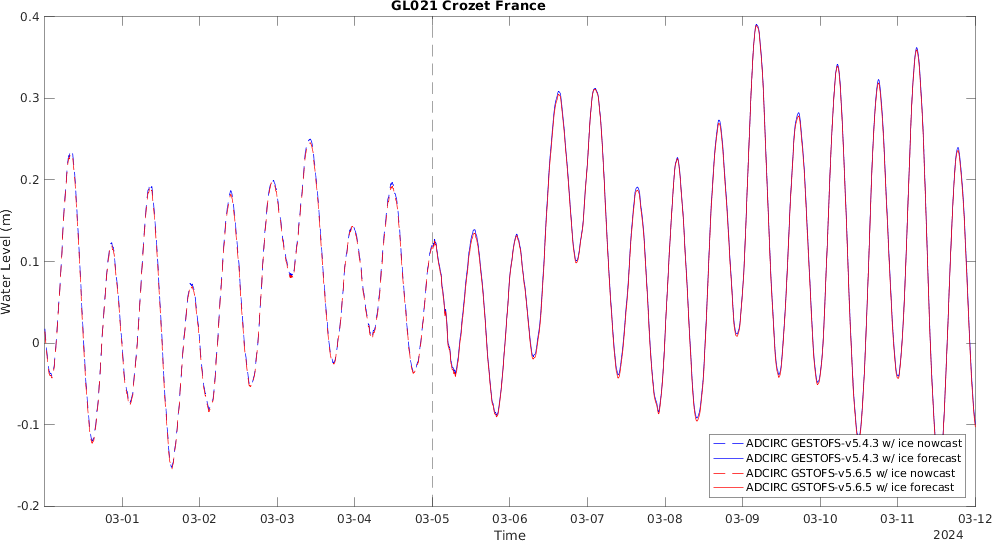 GL021 Crozet France
0.4
0.3
0.2
0.1
0
-0.1
-0.2
Water Level (m)
ADCIRC GESTOFS-v5.4.3 w/ ice nowcast
ADCIRC GESTOFS-v5.4.3 w/ ice forecast
ADCIRC GSTOFS-v5.6.5 w/ ice nowcast
ADCIRC GSTOFS-v5.6.5 w/ ice forecast
03-01 03-02 03-03 03-04 03-05 03-06 03-07 03-08 03-09 03-10 03-11 03-12
Time
2024